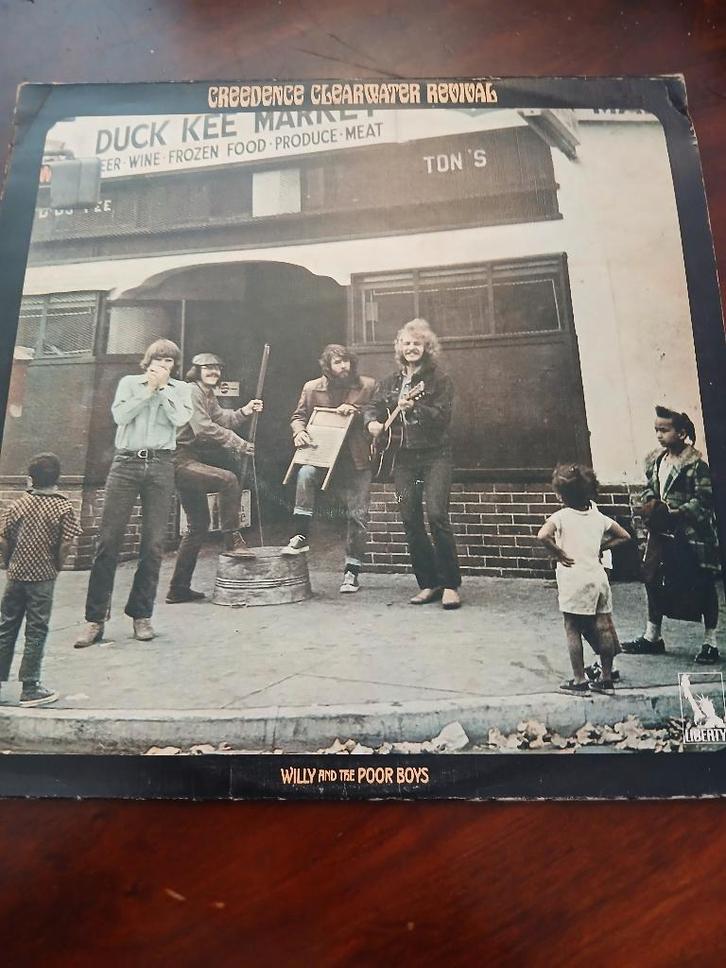 CREEDENCE CLEARWATER REVIVAL
DUCK KEE MARKET
BEER·WINE·FROZEN FOOD·PRODUCE·MEAT
TON'S
WILLY AND THE POOR BOYS
LIBERTY